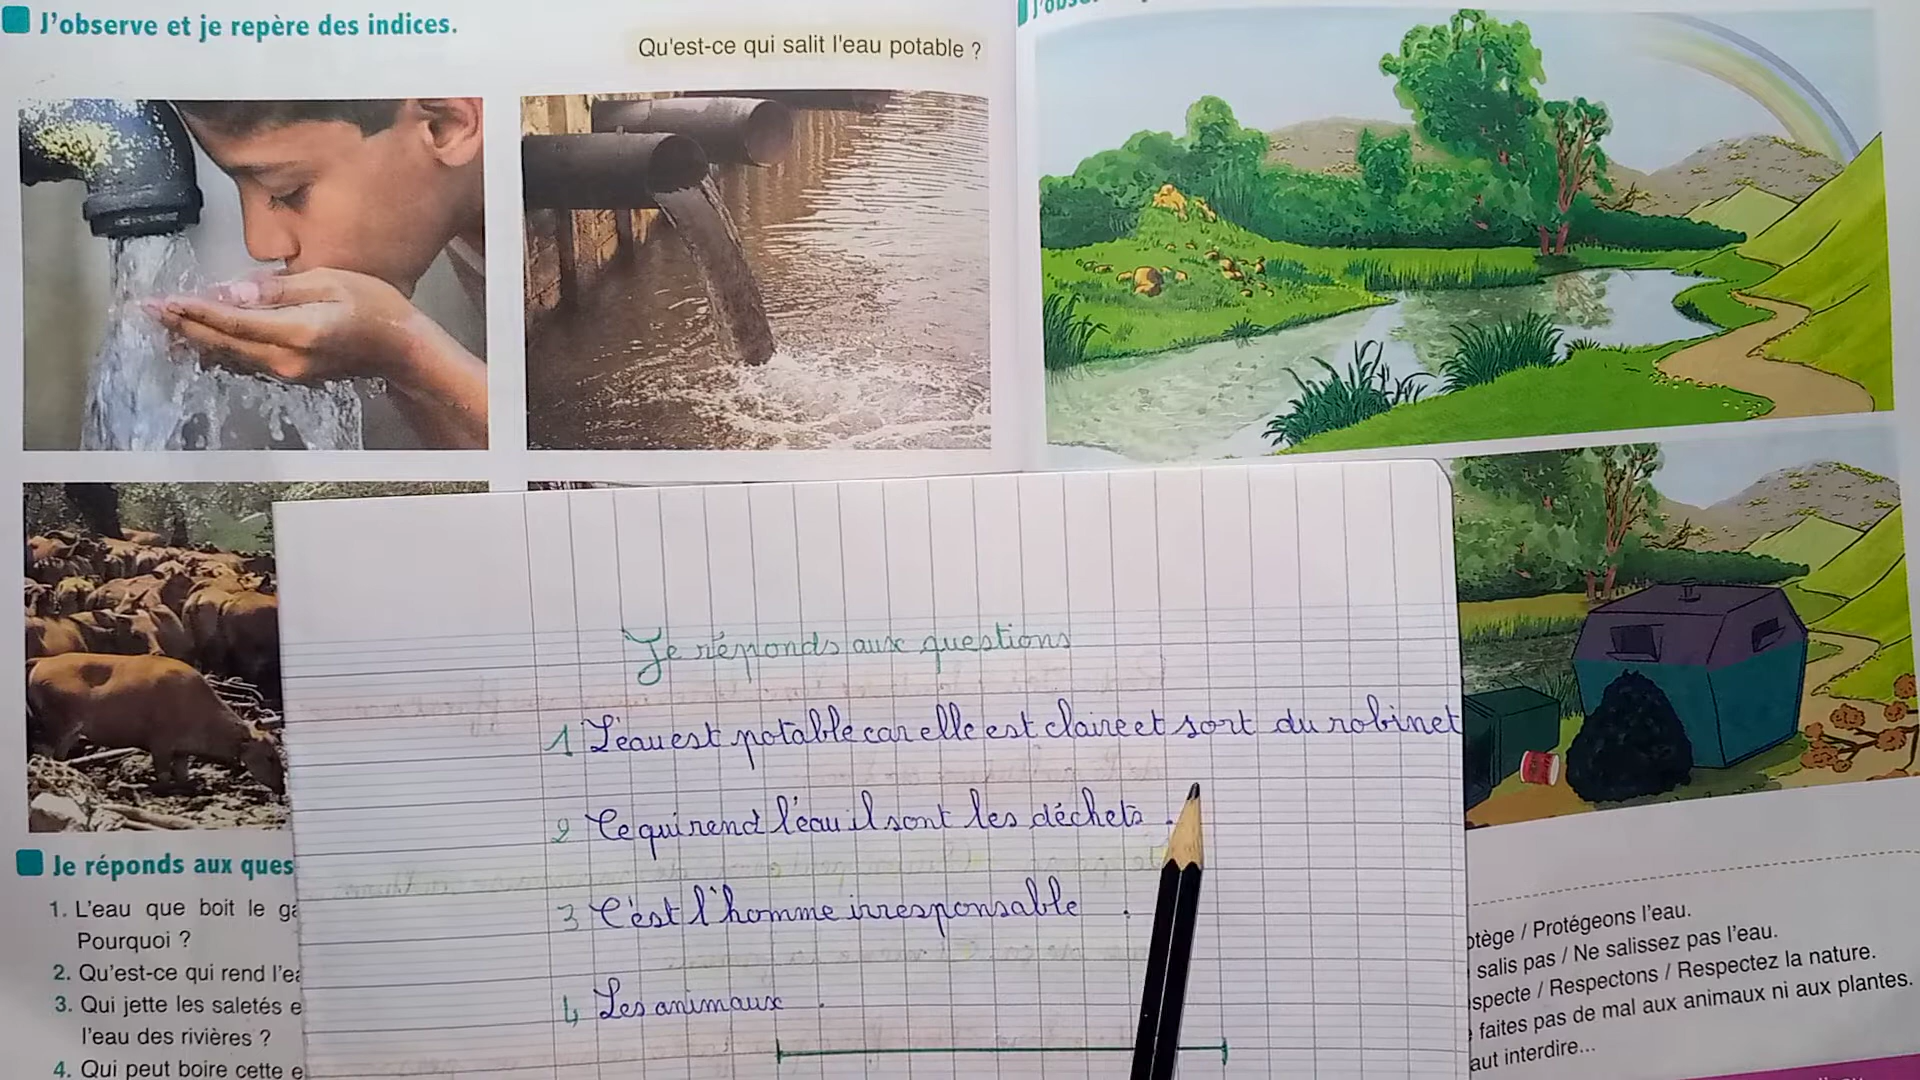 J'observe et je repère des indices.
Qu'est-ce qui salit l'eau potable ?
Je réponds aux questions
1 L'eau est potable car elle est claire et sort du robinet
2 Ce qui rend l'eau il sont les déchets .
3 C'est l'homme irresponsable .
4 Les animaux .
Je réponds aux ques
1. L'eau que boit le
Pourquoi ?
2. Qu'est-ce qui rend
3. Qui jette les saletés
l'eau des rivières ?
4. Qui peut boire cette
/ Protégeons l'eau.
salis pas / Ne salissez pas l'eau.
/ Respectons / Respectez la nature.
faites pas de mal aux animaux ni aux plantes.
interdire...